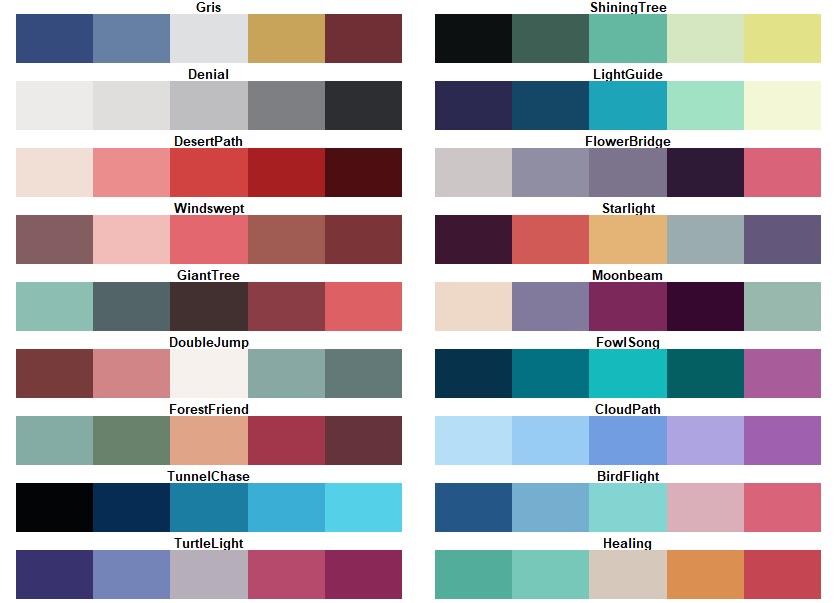 Gris
ShiningTree
Denial
LightGuide
DesertPath
FlowerBridge
Windswept
Starlight
GiantTree
Moonbeam
DoubleJump
FowlSong
ForestFriend
CloudPath
TunnelChase
BirdFlight
TurtleLight
Healing